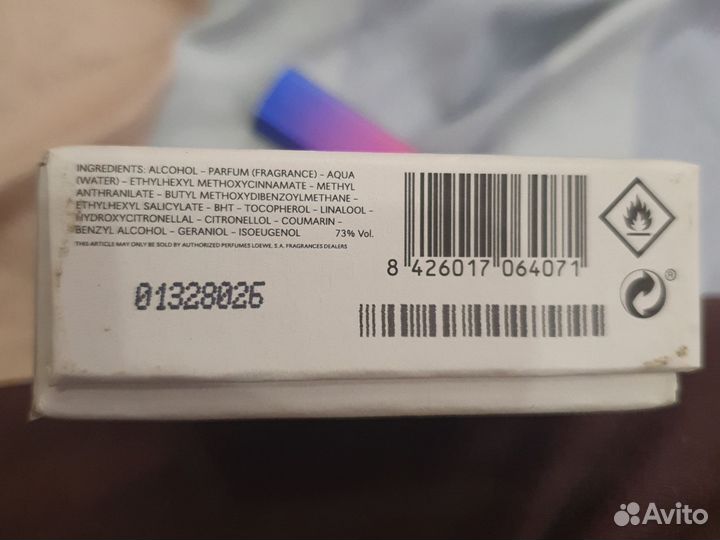 INGREDIENTS: ALCOHOL – PARFUM (FRAGRANCE) – AQUA
(WATER) – ETHYLHEXYL METHOXYCINNAMATE – METHYL
ANTHRANILATE – BUTYL METHOXYDIBENZOYLMETHANE –
ETHYLHEXYL SALICYLATE – BHT – TOCOPHEROL – LINALOOL –
HYDROXYCITRONELLAL – CITRONELLOL – COUMARIN –
BENZYL ALCOHOL – GERANIOL – ISOEUGENOL 73% Vol.
THIS ARTICLE MAY ONLY BE SOLD BY AUTHORIZED PERFUMES LOEWE, S.A. FRAGRANCES DEALERS
8 426017 064071
®
01328026
Avito